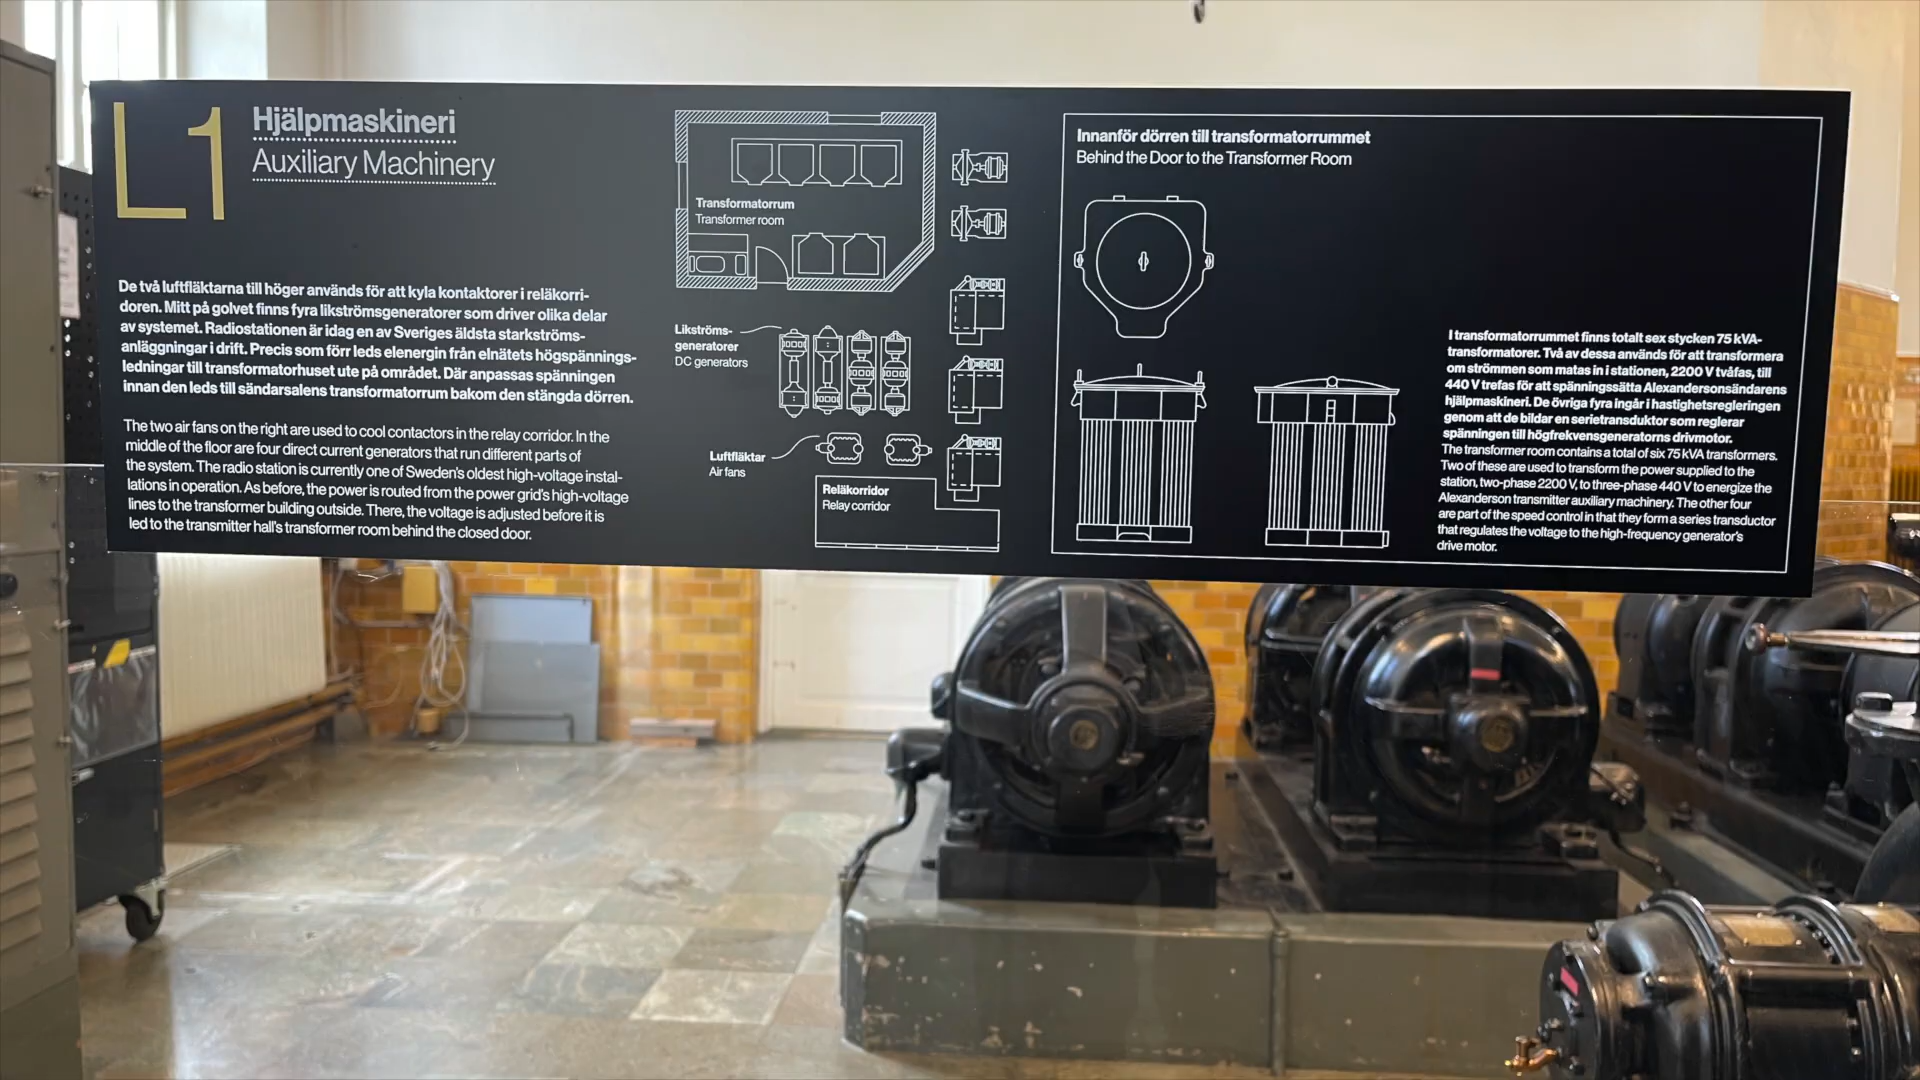 L1
Hjälpmaskineri
Auxiliary Machinery
De två luftfläktarna till höger används för att kyla kontaktorer i reläkorri-
doren. Mitt på golvet finns fyra likströmsgeneratorer som driver olika delar
av systemet. Radiostationen är idag en av Sveriges äldsta starkströms-
anläggningar i drift. Precis som förr leds elenergin från elnätets högspännings-
ledningar till transformatorhuset ute på området. Där anpassas spänningen
innan den leds till sändarsalens transformatorrum bakom den stängda dörren.
The two air fans on the right are used to cool contactors in the relay corridor. In the
middle of the floor are four direct current generators that run different parts of
the system. The radio station is currently one of Sweden's oldest high-voltage instal-
lations in operation. As before, the power is routed from the power grid's high-voltage
lines to the transformer building outside. There, the voltage is adjusted before it is
led to the transmitter hall's transformer room behind the closed door.
Transformatorrum
Transformer room
Likströms-
generatorer
DC generators
Luftfläktar
Air fans
Reläkorridor
Relay corridor
Innanför dörren till transformatorrummet
Behind the Door to the Transformer Room
I transformatorrummet finns totalt sex stycken 75 kVA-
transformatorer. Två av dessa används för att transformera
om strömmen som matas in i stationen, 2200 V tvåfas, till
440 V trefas för att spänningssätta Alexandersonsändarens
hjälpmaskineri. De övriga fyra ingår i hastighetsregleringen
genom att de bildar en serietransduktor som reglerar
spänningen till högfrekvensgeneratorns drivmotor.
The transformer room contains a total of six 75 kVA transformers.
Two of these are used to transform the power supplied to the
station, two-phase 2200 V, to three-phase 440 V to energize the
Alexanderson transmitter auxiliary machinery. The other four
are part of the speed control in that they form a series transductor
that regulates the voltage to the high-frequency generator's
drive motor.